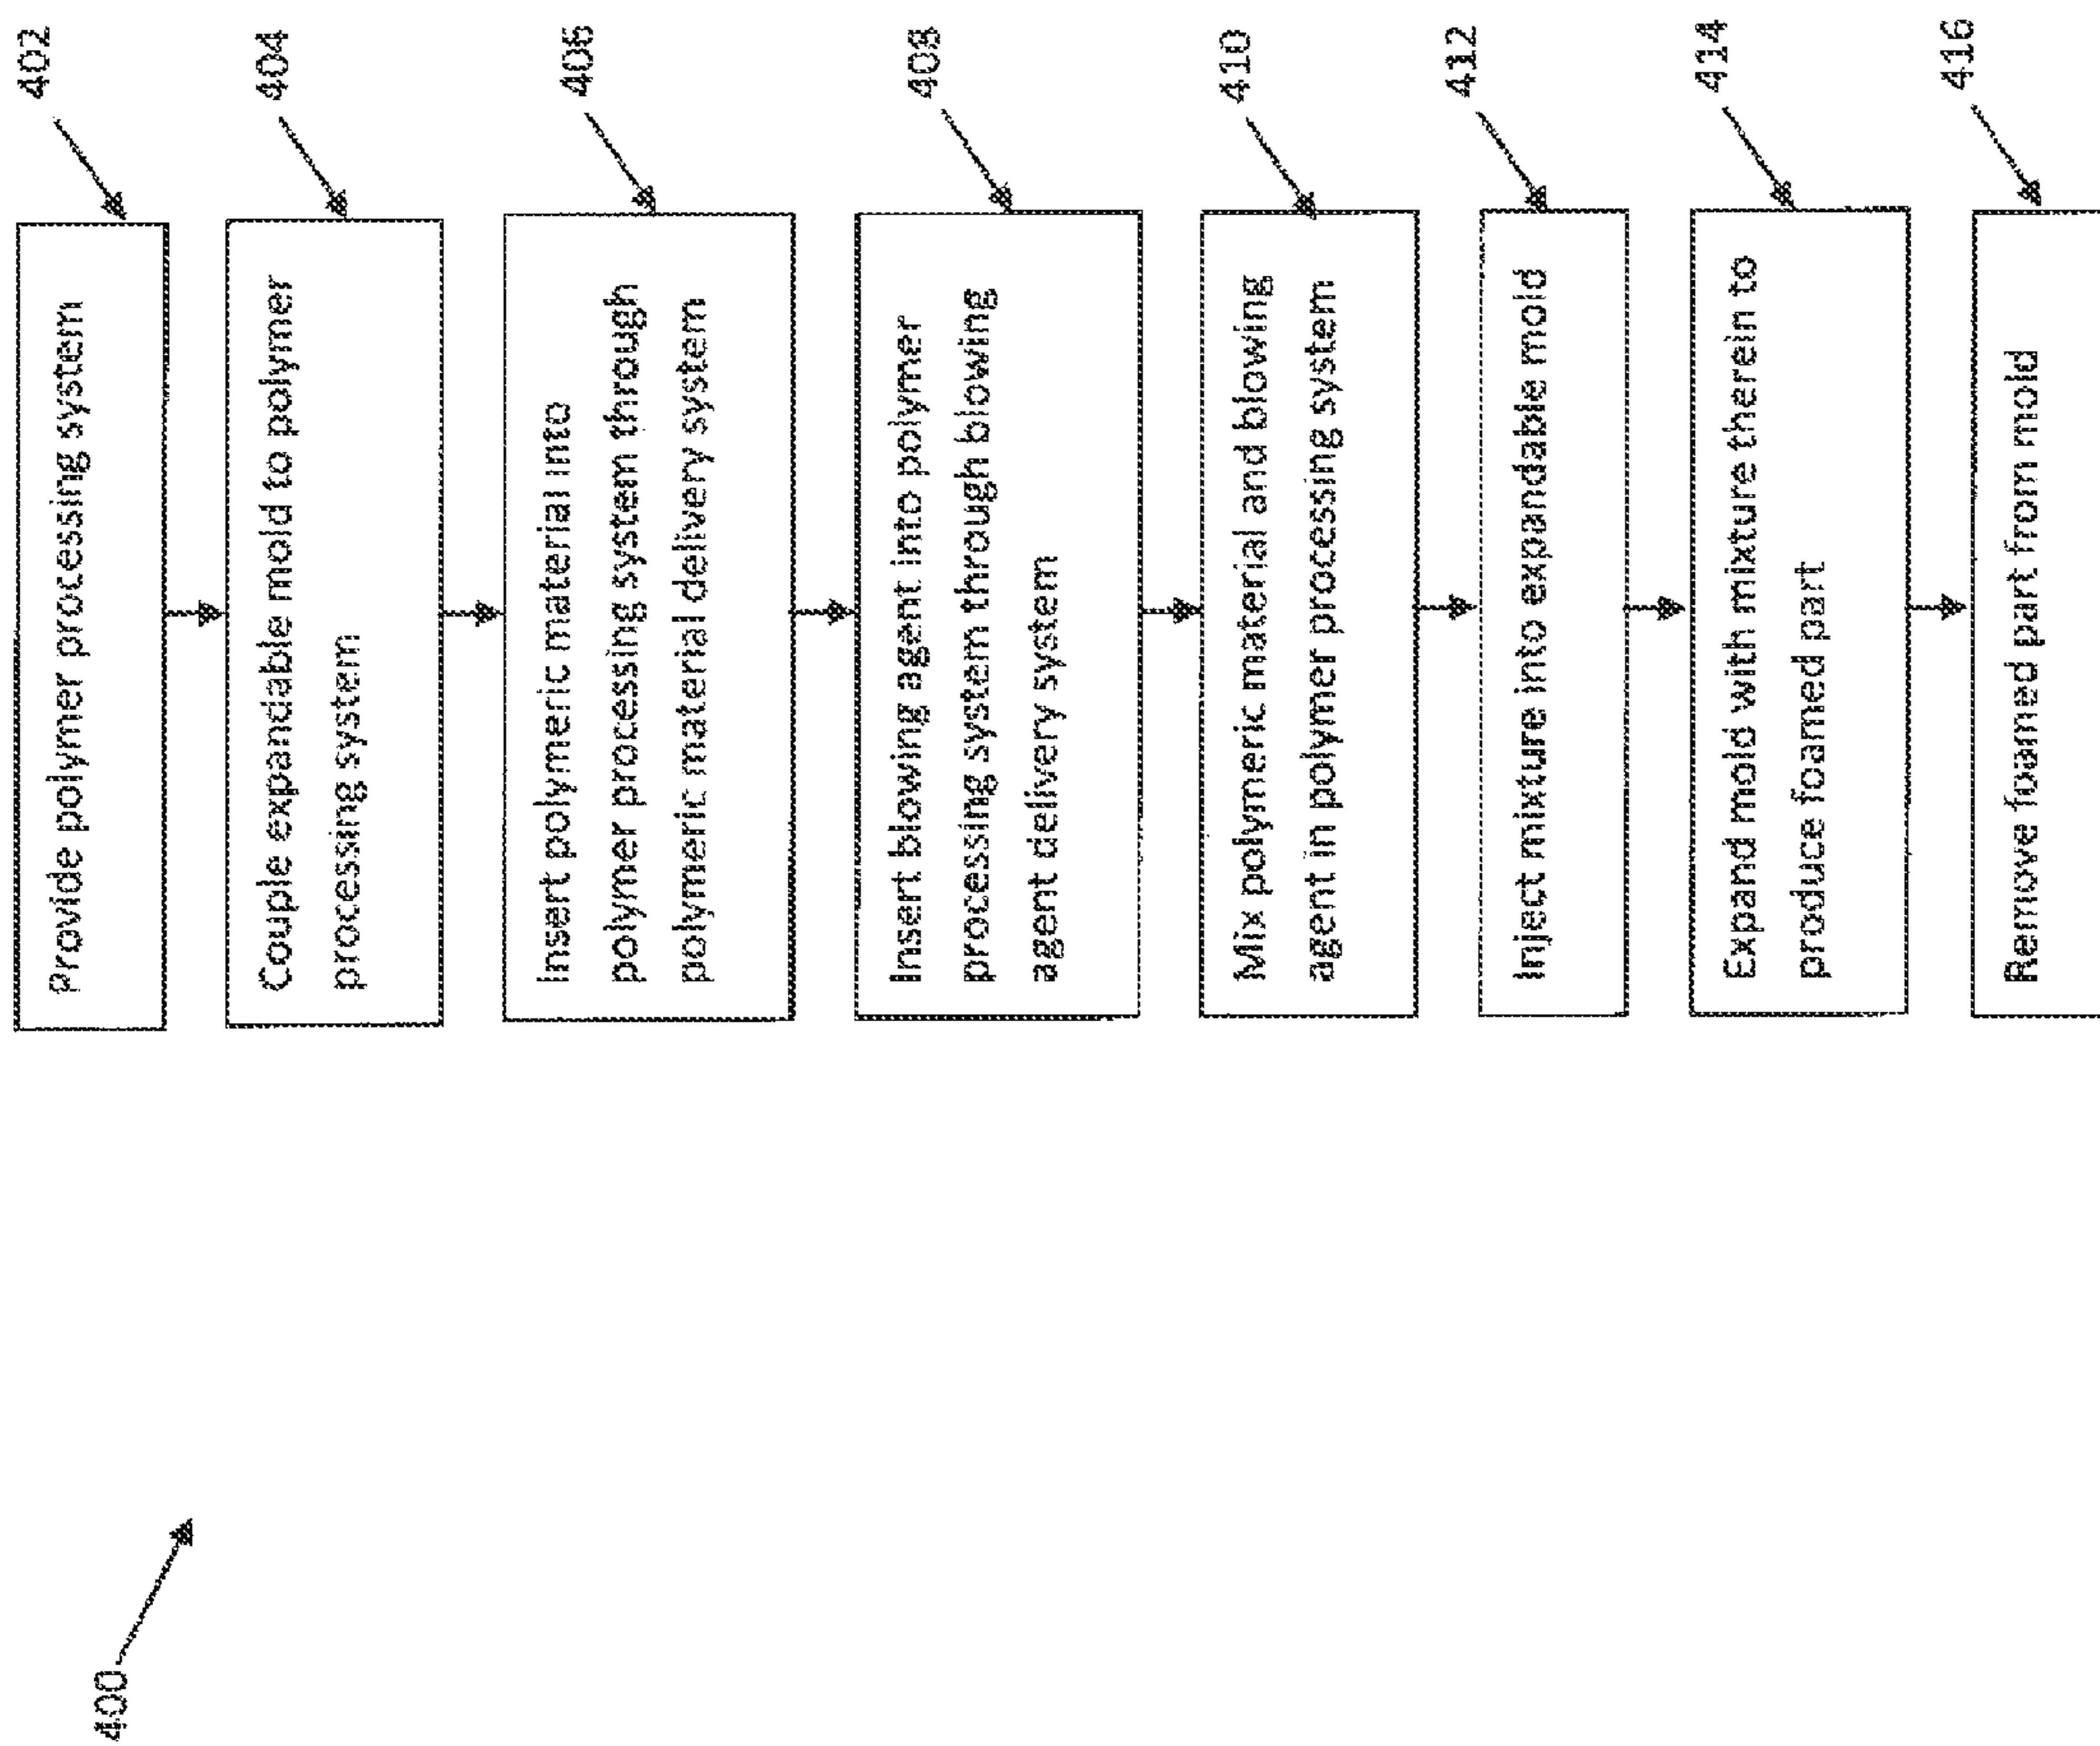 400
Provide polymer processing system
402
Couple expandable mold to polymer
processing system
404
Insert polymeric material into
polymer processing system through
polymeric material delivery system
406
Insert blowing agent into polymer
processing system through blowing
agent delivery system
408
Mix polymeric material and blowing
agent in polymer processing system
410
Inject mixture into expandable mold
412
Expand mold with mixture therein to
produce foamed part
414
Remove foamed part from mold
416